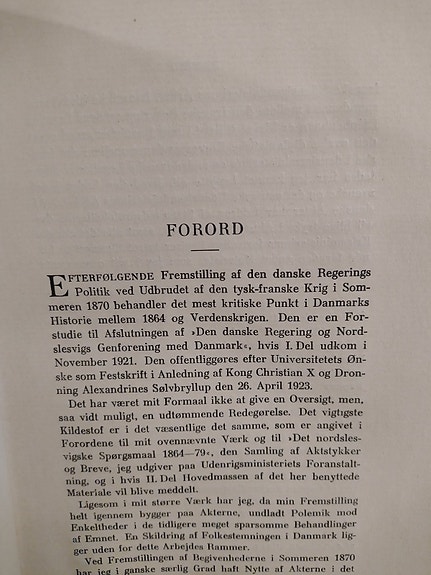 FORORD
EFTERFØLGENDE Fremstilling af den danske Regerings
Politik ved Udbrudet af den tysk-franske Krig i Som-
meren 1870 behandler det mest kritiske Punkt i Danmarks
Historie mellem 1864 og Verdenskrigen. Den er en For-
studie til Afslutningen af »Den danske Regering og Nord-
slesvigs Genforening med Danmark«, hvis I. Del udkom i
November 1921. Den offentliggøres efter Universitetets Øn-
ske som Festskrift i Anledning af Kong Christian X og Dron-
ning Alexandrines Sølvbryllup den 26. April 1923.
Det har været mit Formaal ikke at give en Oversigt, men,
saa vidt muligt, en udtømmende Redegørelse. Det vigtigste
Kildestof er i det væsentlige det samme, som er angivet i
Forordene til mit ovennævnte Værk og til »Det nordsles-
vigske Spørgsmaal 1864—79«, den Samling af Aktstykker
og Breve, jeg udgiver paa Udenrigsministeriets Foranstalt-
ning, og i hvis II. Del Hovedmassen af det her benyttede
Materiale vil blive meddelt.
Ligesom i mit større Værk har jeg, da min Fremstilling
helt igennem bygger paa Akterne, undladt Polemik mod
Enkeltheder i de tidligere meget sparsomme Behandlinger
af Emnet. En Skildring af Folkestemningen i Danmark lig-
ger uden for dette Arbejdes Rammer.
Ved Fremstillingen af Begivenhederne i Sommeren 1870
har jeg i ganske særlig Grad haft Nytte af Akterne i det